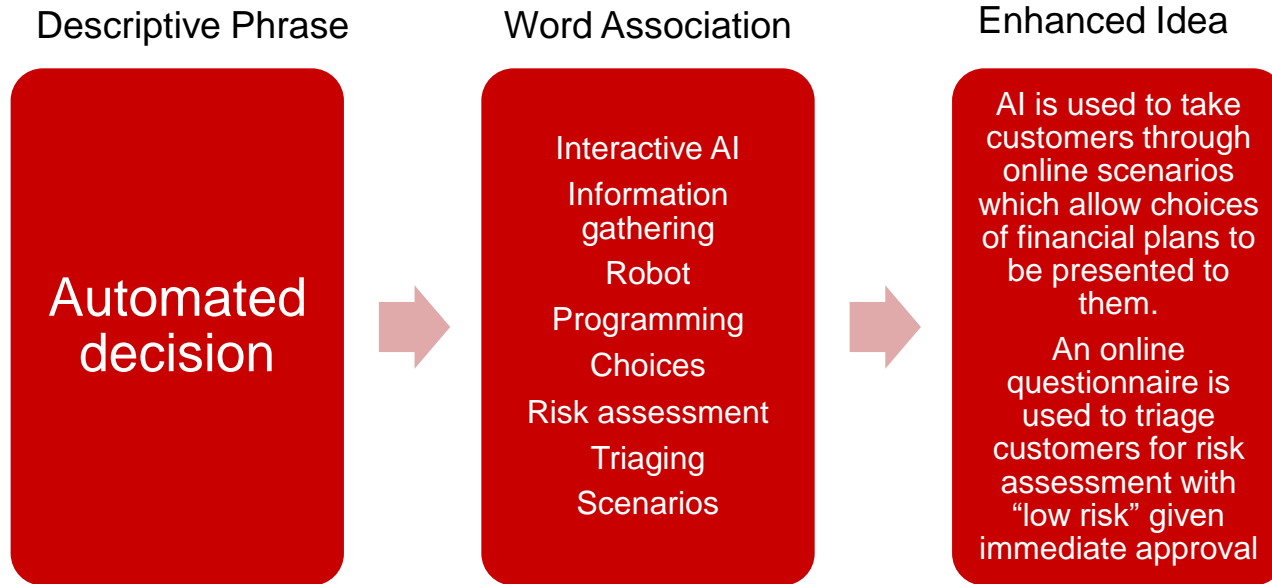 Descriptive Phrase
Word Association
Enhanced Idea
Automated
decision
Interactive AI
Information
gathering
Robot
Programming
Choices
Risk assessment
Triaging
Scenarios
AI is used to take
customers through
online scenarios
which allow choices
of financial plans to
be presented to
them.
An online
questionnaire is
used to triage
customers for risk
assessment with
“low risk” given
immediate approval